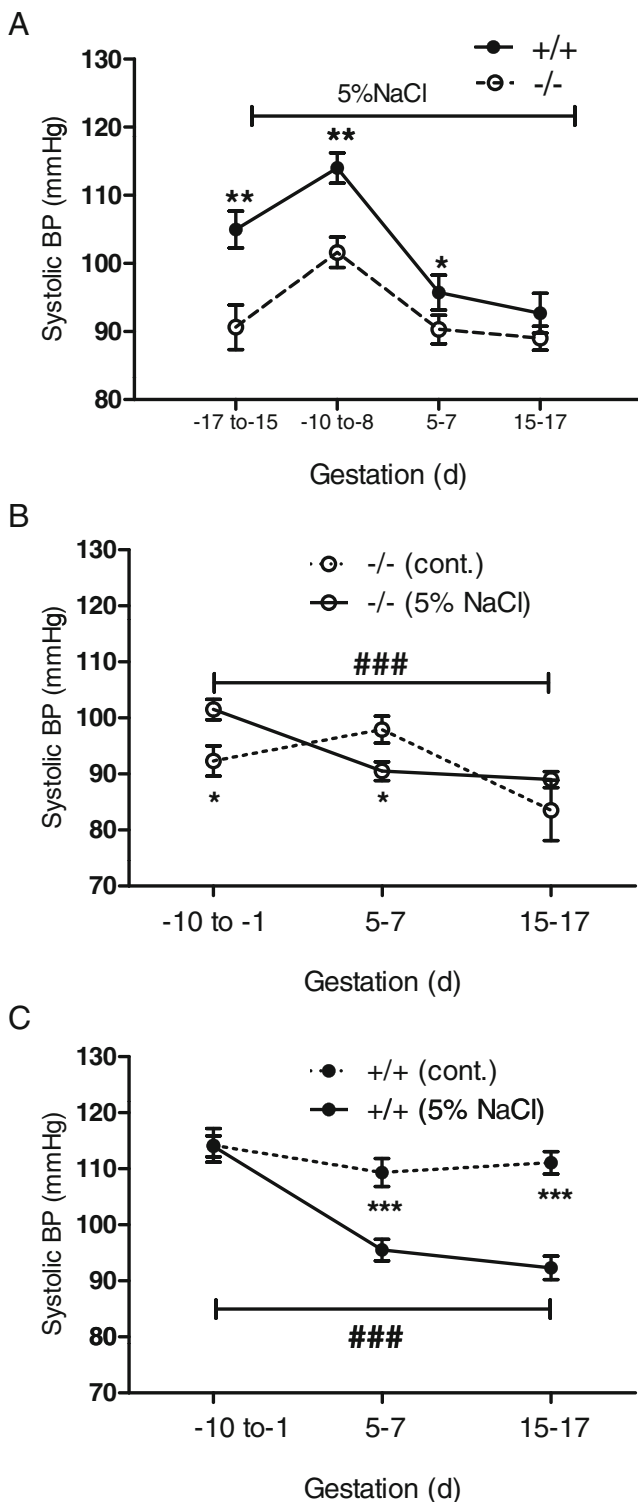 A
+/+
-/-
5%NaCl
**
**
*
Systolic BP (mmHg)
130
120
110
100
90
80
-17 to-15
-10 to-8
5-7
15-17
Gestation (d)
B
-/- (cont.)
-/- (5% NaCl)
###
*
*
Systolic BP (mmHg)
130
120
110
100
90
80
70
-10 to -1
5-7
15-17
Gestation (d)
C
+/+ (cont.)
+/+ (5% NaCl)
***
***
###
Systolic BP (mmHg)
130
120
110
100
90
80
70
-10 to-1
5-7
15-17
Gestation (d)